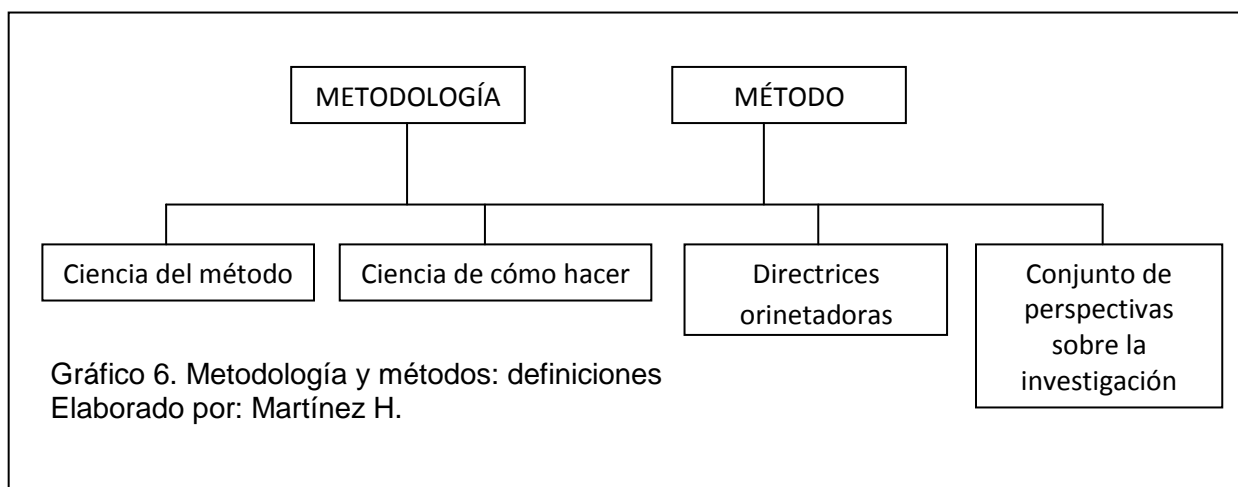 METODOLOGÍA
MÉTODO
Ciencia del método
Ciencia de cómo hacer
Directrices
orinetadoras
Conjunto de
perspectivas
sobre la
investigación
Gráfico 6. Metodología y métodos: definiciones
Elaborado por: Martínez H.